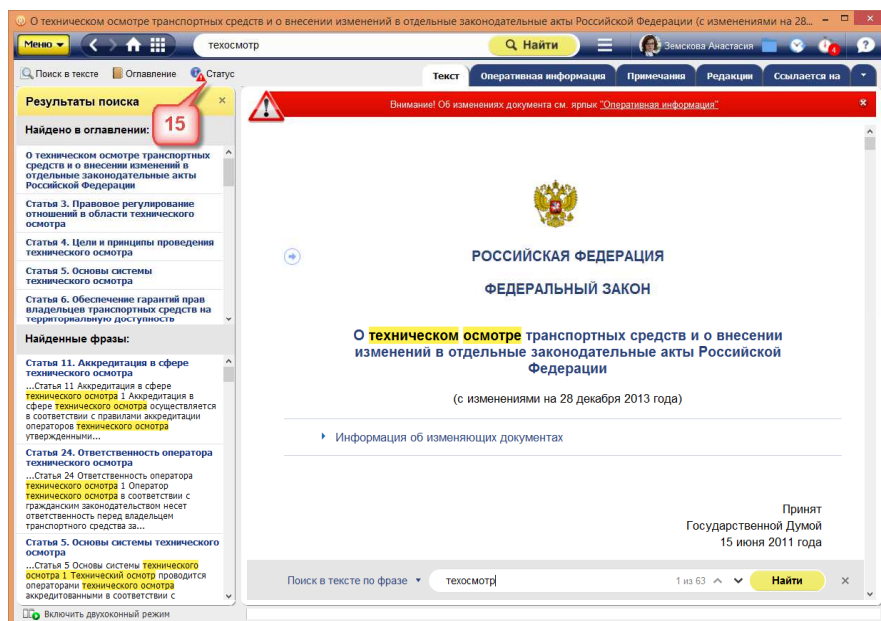 О техническом осмотре транспортных средств и о внесении изменений в отдельные законодательные акты Российской Федерации (с изменениями на 28...
Меню
техосмотр
Найти
Земскова Анастасия
4
?
Поиск в тексте
Оглавление
Статус
Текст
Оперативная информация
Примечания
Редакции
Ссылается на
Результаты поиска
15
Внимание! Об изменениях документа см. ярлык "Оперативная информация"
Найдено в оглавлении:
О техническом осмотре транспортных
средств и о внесении изменений в
отдельные законодательные акты
Российской Федерации
Статья 3. Правовое регулирование
отношений в области технического
осмотра
Статья 4. Цели и принципы проведения
технического осмотра
Статья 5. Основы системы
технического осмотра
Статья 6. Обеспечение гарантий прав
владельцев транспортных средств на
территориальную доступность
Найденные фразы:
Статья 11. Аккредитация в сфере
технического осмотра
...Статья 11 Аккредитация в сфере
технического осмотра 1 Аккредитация в
сфере технического осмотра осуществляется
в соответствии с правилами аккредитации
операторов технического осмотра
утвержденными...
Статья 24. Ответственность оператора
технического осмотра
...Статья 24 Ответственность оператора
технического осмотра 1 Оператор
технического осмотра в соответствии с
гражданским законодательством несет
ответственность перед владельцем
транспортного средства за...
Статья 5. Основы системы технического
осмотра
...Статья 5 Основы системы технического
осмотра 1 Технический осмотр проводится
операторами технического осмотра
аккредитованными в соответствии с
Включить двухоконный режим
РОССИЙСКАЯ ФЕДЕРАЦИЯ
ФЕДЕРАЛЬНЫЙ ЗАКОН
О техническом осмотре транспортных средств и о внесении
изменений в отдельные законодательные акты Российской
Федерации
(с изменениями на 28 декабря 2013 года)
Информация об изменяющих документах
Принят
Государственной Думой
15 июня 2011 года
Поиск в тексте по фразе
техосмотр
1 из 63
Найти